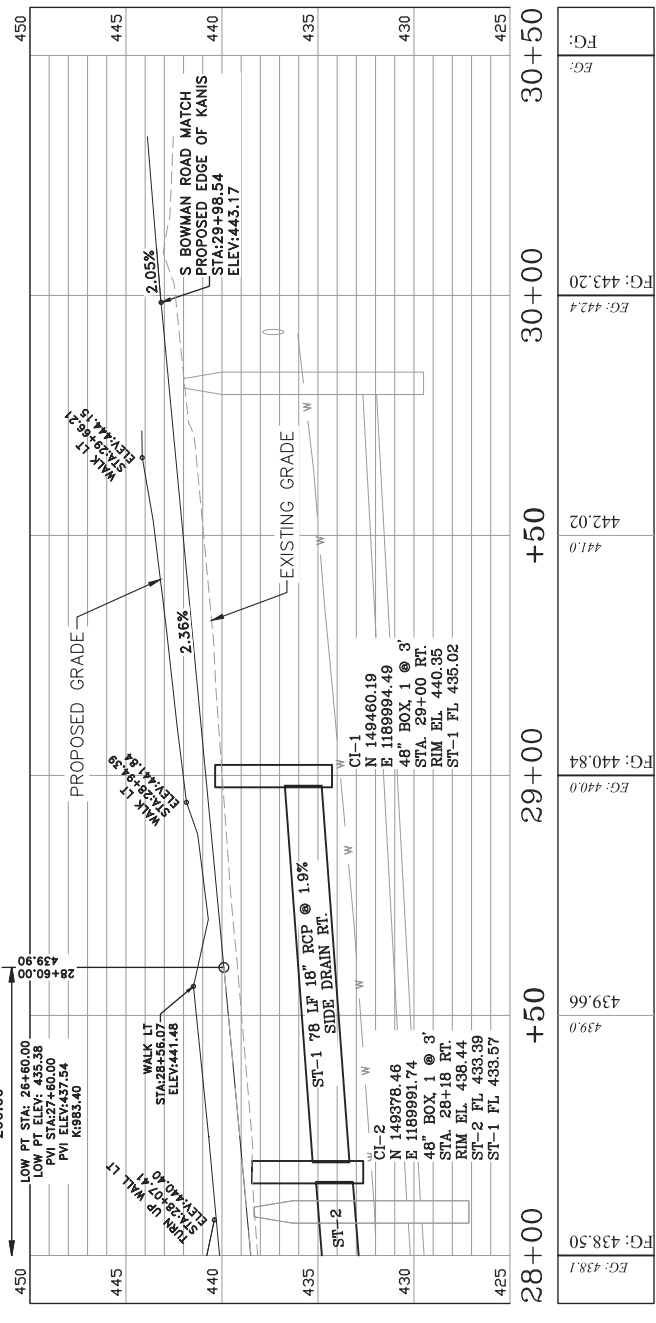 450
445
440
435
430
425
LOW PT STA: 26+60.00
LOW PT ELEV: 435.38
PVI STA:27+60.00
PVI ELEV:437.54
K:983.40
28+60.00
439.90
TURN UP WALL LT
STA:28+07.41
ELEV:440.40
WALK LT
STA:28+56.07
ELEV:441.48
WALK LT
STA:28+94.39
ELEV:441.84
WALK LT
STA:29+66.21
ELEV:444.15
PROPOSED GRADE
EXISTING GRADE
2.36%
2.05%
S BOWMAN ROAD MATCH
PROPOSED EDGE OF KANIS
STA:29+98.54
ELEV:443.17
ST-2
ST-1 78 LF 18" RCP @ 1.9%
SIDE DRAIN RT.
CI-2
N 149378.46
E 1189991.74
48" BOX, 1 @ 3'
STA. 28+18 RT.
RIM EL 438.44
ST-2 FL 433.39
ST-1 FL 433.57
CI-1
N 149460.19
E 1189994.49
48" BOX, 1 @ 3'
STA. 29+00 RT.
RIM EL 440.35
ST-1 FL 435.02
W
W
W
W
W
W
W
450
445
440
435
430
425
28+00
+50
29+00
+50
30+00
30+50
EG: 438.1
FG: 438.50
439.0
439.66
EG: 440.0
FG: 440.84
441.0
442.02
EG: 442.4
FG: 443.20
EG:
FG: